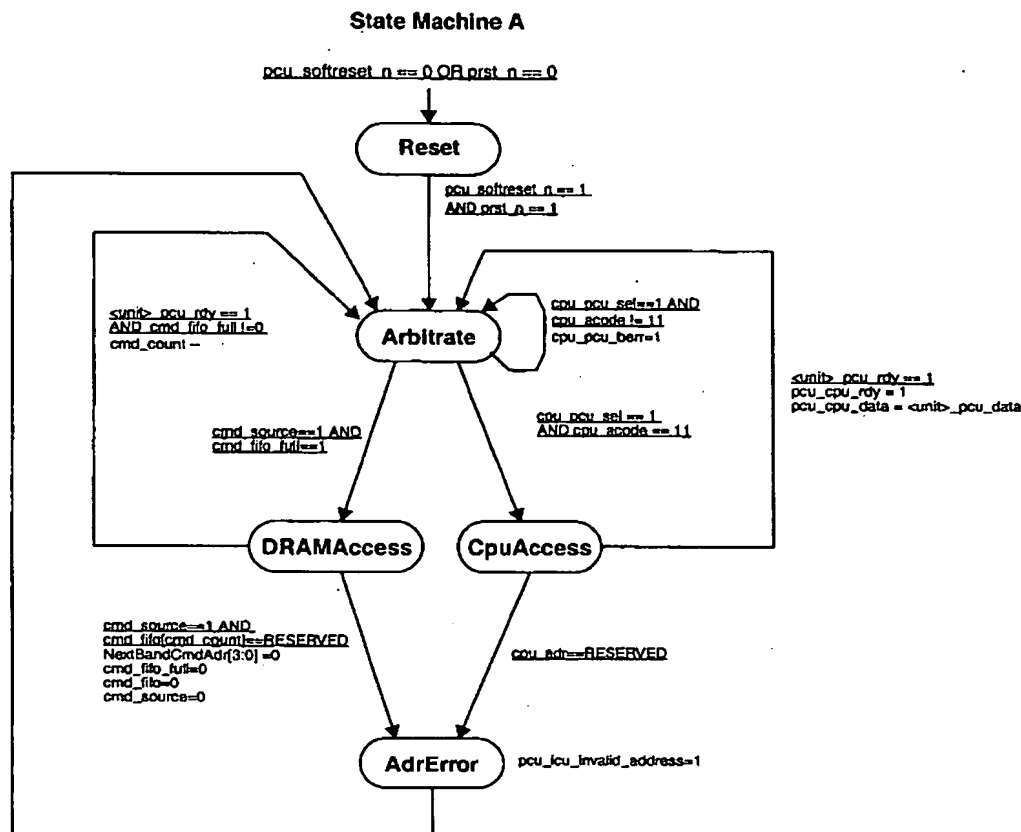 State Machine A
pcu_softreset_n == 0 OR prst_n == 0
Reset
pcu_softreset_n == 1
AND prst_n == 1
<unit>_pcu_rdy == 1
AND cmd_fifo_full !=0
cmd_count --
Arbitrate
cpu_pcu_sel==1 AND
cpu_acode != 11
cpu_pcu_berr=1
<unit>_pcu_rdy == 1
pcu_cpu_rdy = 1
pcu_cpu_data = <unit>_pcu_data
cmd_source==1 AND
cmd_fifo_full==1
cpu_pcu_sel == 1
AND cpu_acode == 11
DRAMAccess
CpuAccess
cmd_source==1 AND
cmd_fifo[cmd_count]==RESERVED
NextBandCmdAdr[3:0] =0
cmd_fifo_full=0
cmd_fifo=0
cmd_source=0
cpu_adr==RESERVED
AdrError
pcu_icu_invalid_address=1